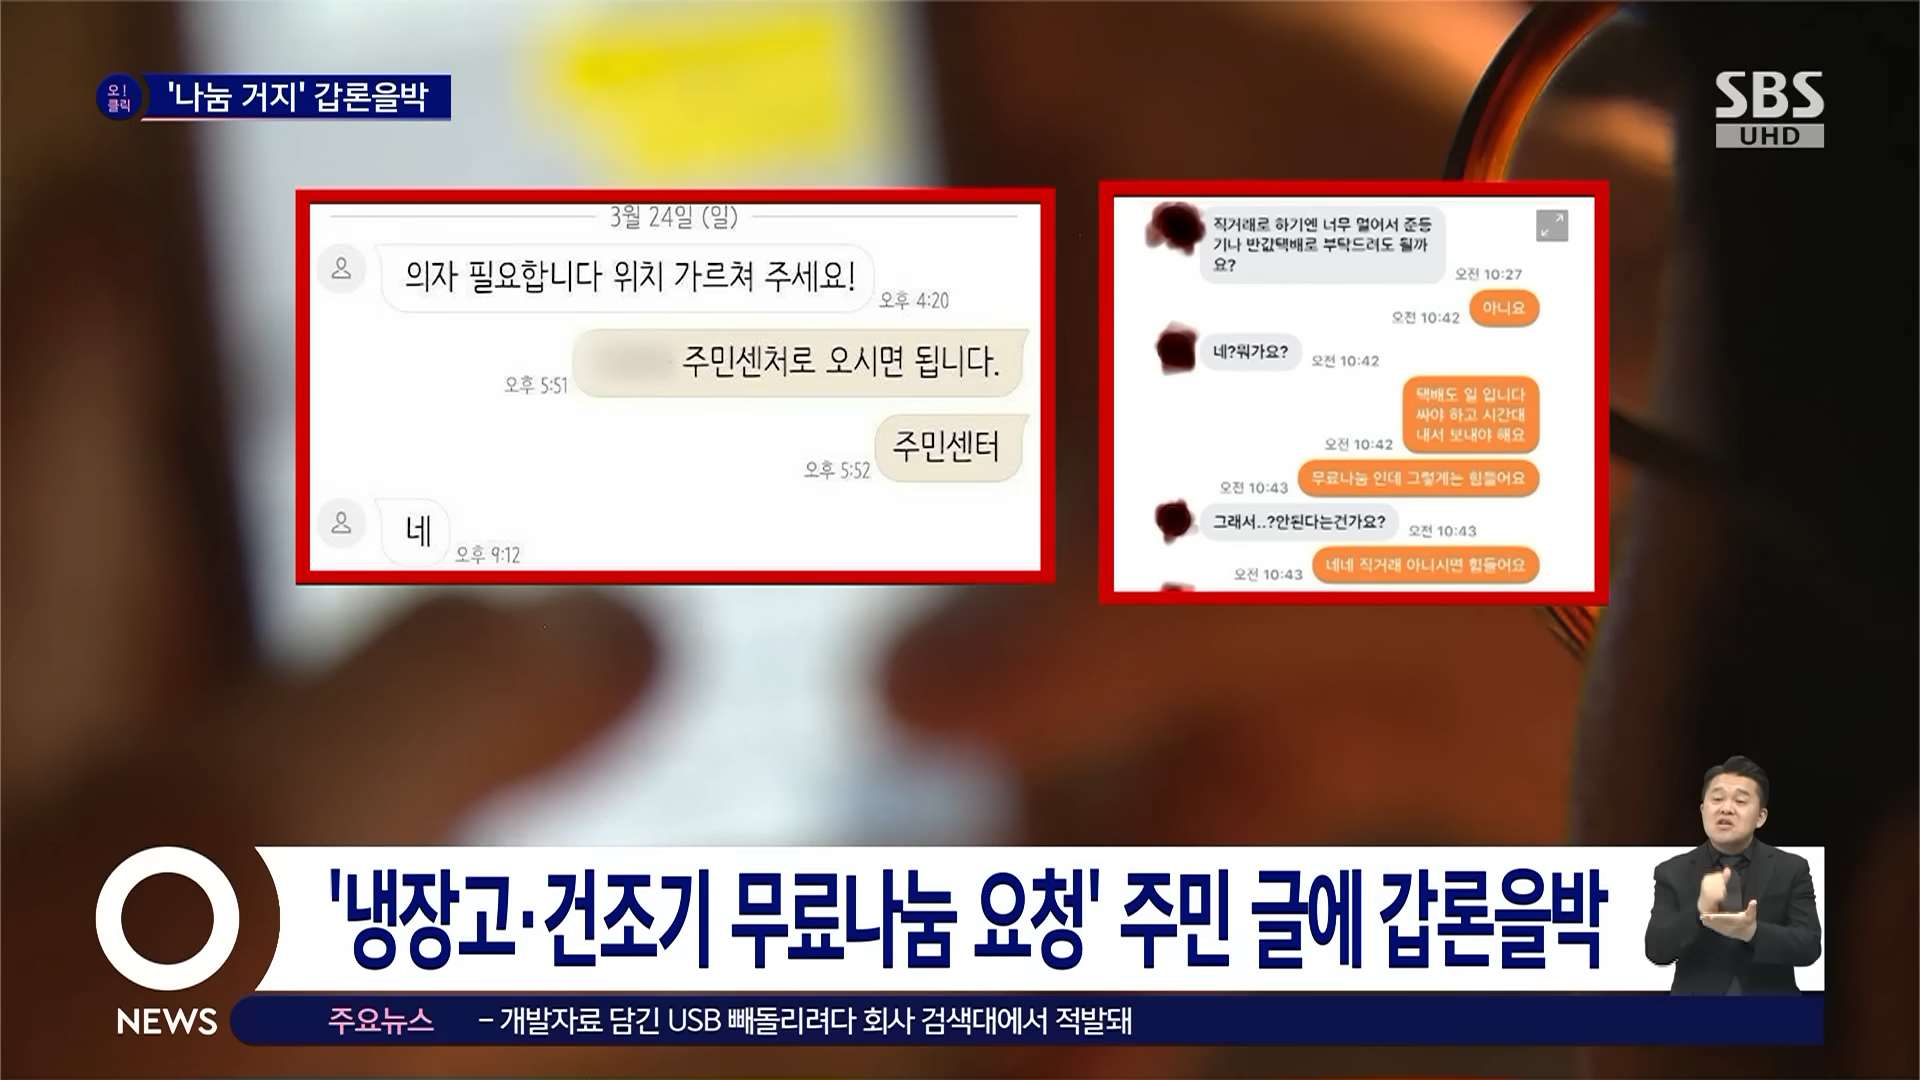 오!
클릭
'나눔 거지' 갑론을박
SBS
UHD
3월 24일 (일)
의자 필요합니다 위치 가르쳐 주세요!
오후 4:20
주민센처로 오시면 됩니다.
오후 5:51
주민센터
오후 5:52
네
오후 9:12
직거래로 하기엔 너무 멀어서 준등
기나 반값택배로 부탁드려도 될까
요?
오전 10:27
아니요
오전 10:42
네?뭐가요?
오전 10:42
택배도 일 입니다
싸야 하고 시간대
내서 보내야 해요
오전 10:42
무료나눔 인데 그렇게는 힘들어요
오전 10:43
그래서..?안된다는건가요?
오전 10:43
네네 직거래 아니시면 힘들어요
오전 10:43
'냉장고·건조기 무료나눔 요청' 주민 글에 갑론을박
NEWS
주요뉴스
- 개발자료 담긴 USB 빼돌리려다 회사 검색대에서 적발돼